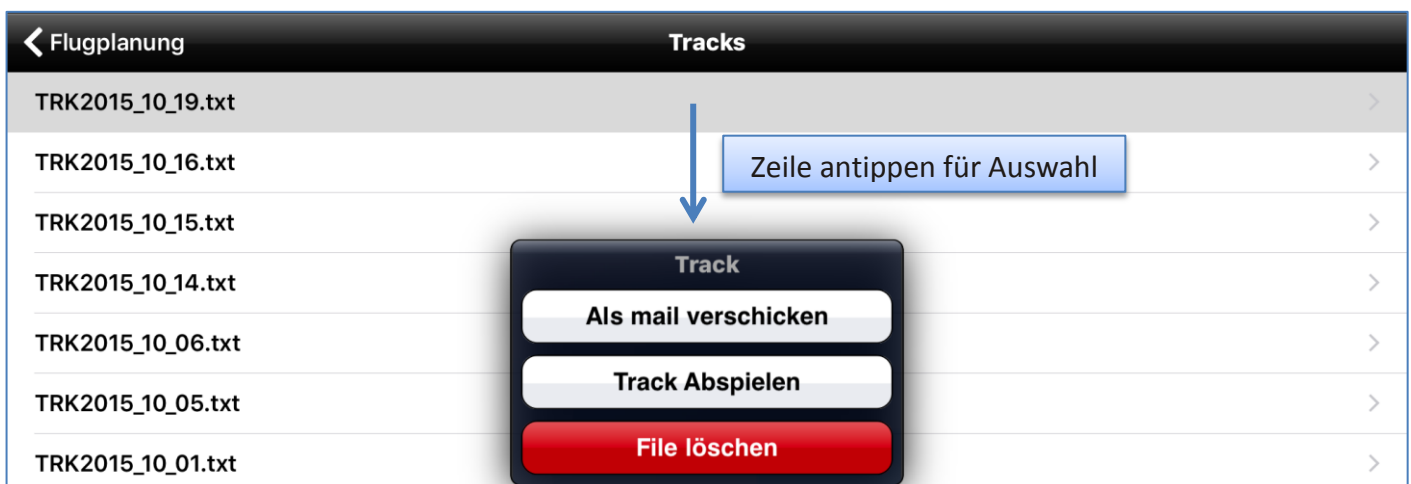 Flugplanung
Tracks
TRK2015_10_19.txt
TRK2015_10_16.txt
Zeile antippen für Auswahl
TRK2015_10_15.txt
TRK2015_10_14.txt
TRK2015_10_06.txt
TRK2015_10_05.txt
TRK2015_10_01.txt
Track
Als mail verschicken
Track Abspielen
File löschen